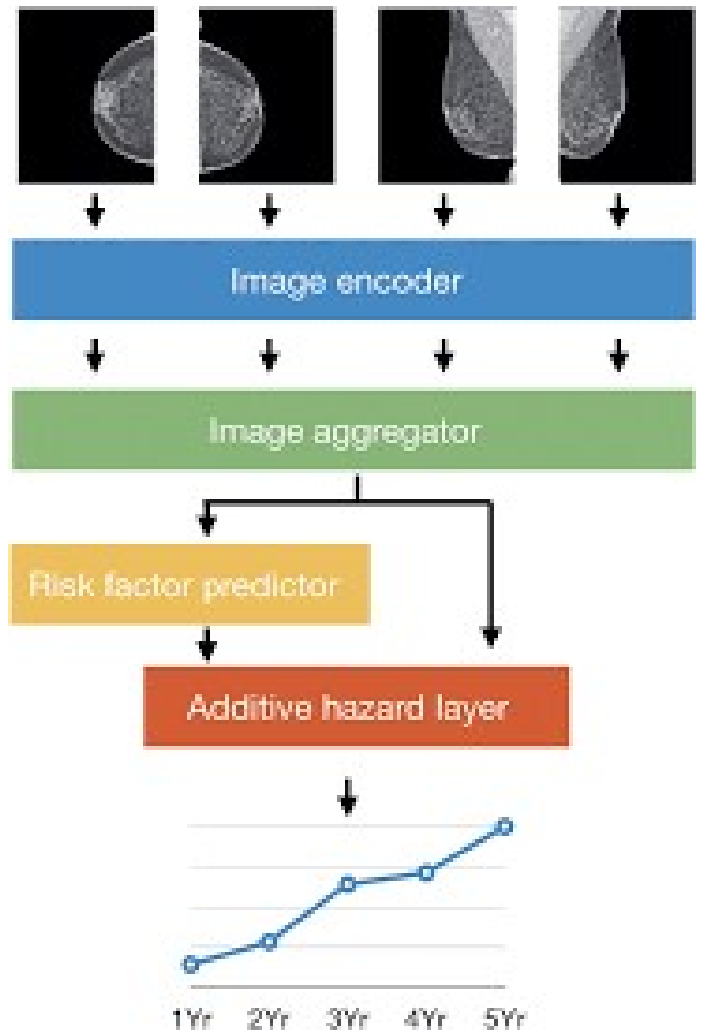 Image encoder
Image aggregator
Risk factor predictor
Additive hazard layer
1Yr 2Yr 3Yr 4Yr 5Yr